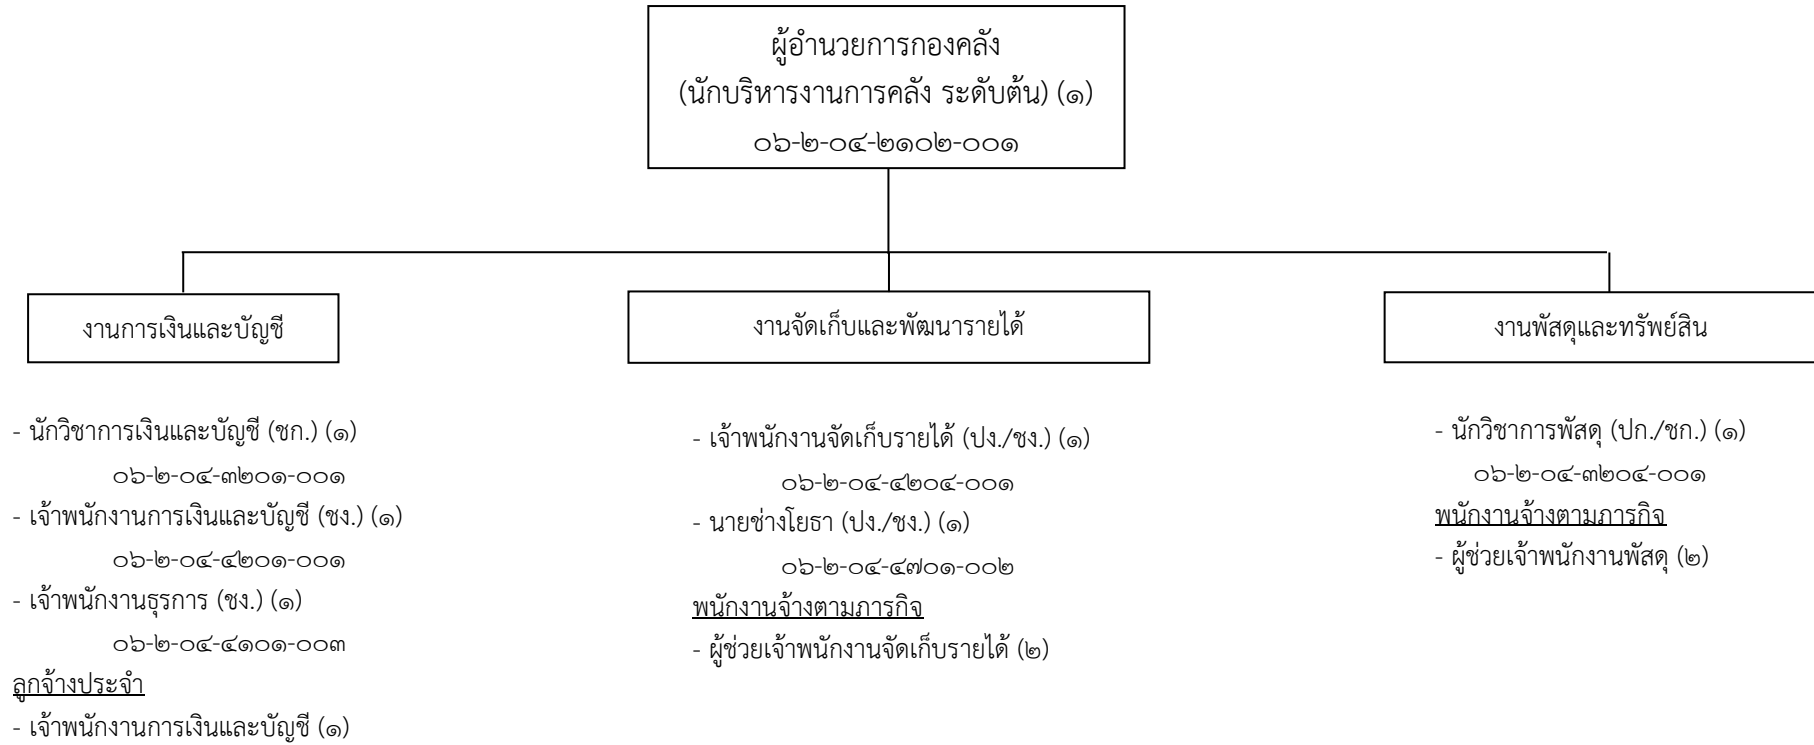 ผู้อำนวยการกองคลัง
(นักบริหารงานการคลัง ระดับต้น) (๑)
๐๖-๒-๐๔-๒๑๐๒-๐๐๑
งานการเงินและบัญชี
- นักวิชาการเงินและบัญชี (ชก.) (๑)
๐๖-๒-๐๔-๓๒๐๑-๐๐๑
- เจ้าพนักงานการเงินและบัญชี (ชง.) (๑)
๐๖-๒-๐๔-๔๒๐๑-๐๐๑
- เจ้าพนักงานธุรการ (ชง.) (๑)
๐๖-๒-๐๔-๔๑๐๑-๐๐๓
ลูกจ้างประจำ
- เจ้าพนักงานการเงินและบัญชี (๑)
งานจัดเก็บและพัฒนารายได้
- เจ้าพนักงานจัดเก็บรายได้ (ปง./ชง.) (๑)
๐๖-๒-๐๔-๔๒๐๔-๐๐๑
- นายช่างโยธา (ปง./ชง.) (๑)
๐๖-๒-๐๔-๔๗๐๑-๐๐๒
พนักงานจ้างตามภารกิจ
- ผู้ช่วยเจ้าพนักงานจัดเก็บรายได้ (๒)
งานพัสดุและทรัพย์สิน
- นักวิชาการพัสดุ (ปก./ชก.) (๑)
๐๖-๒-๐๔-๓๒๐๔-๐๐๑
พนักงานจ้างตามภารกิจ
- ผู้ช่วยเจ้าพนักงานพัสดุ (๒)